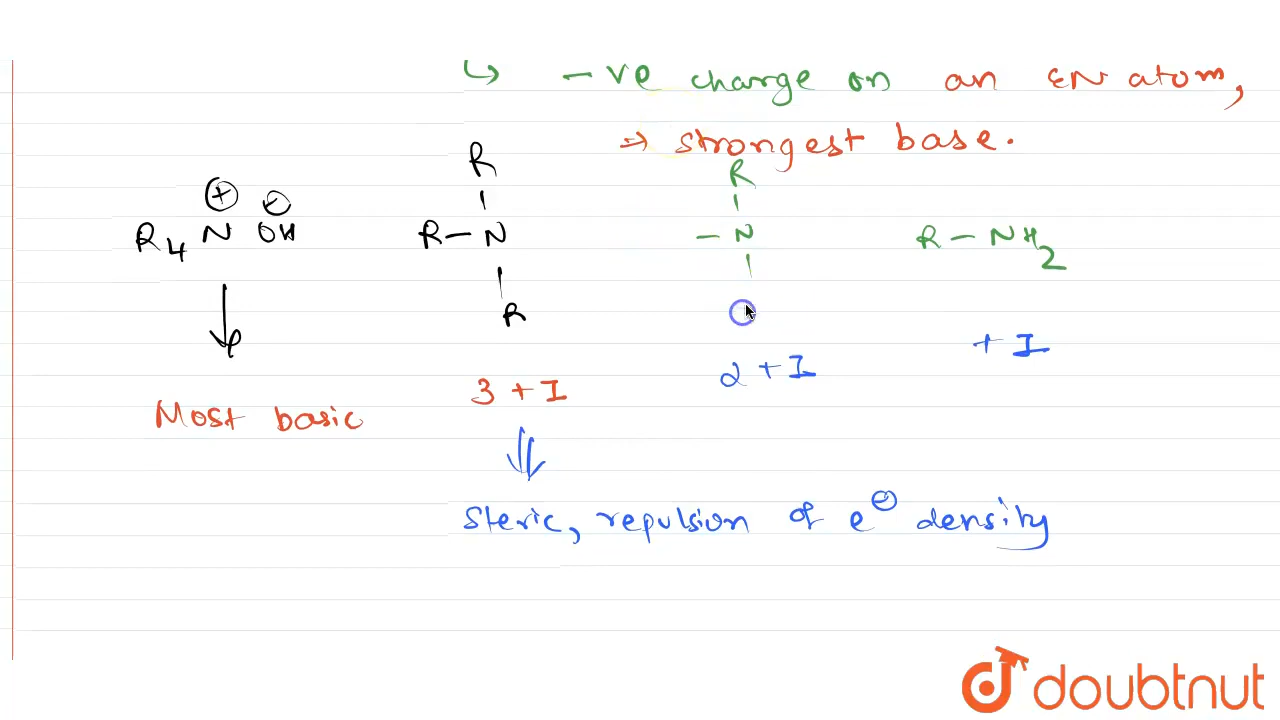 ↳ -ve charge on an EN atom,
⇒ strongest base.
R₄ N⊕ OH⊖
R
|
R - N
|
R
R
|
- N
|
R - NH₂
3 + I
2 + I
+ I
Most basic
Steric, repulsion of e⊖ density
doubtnut